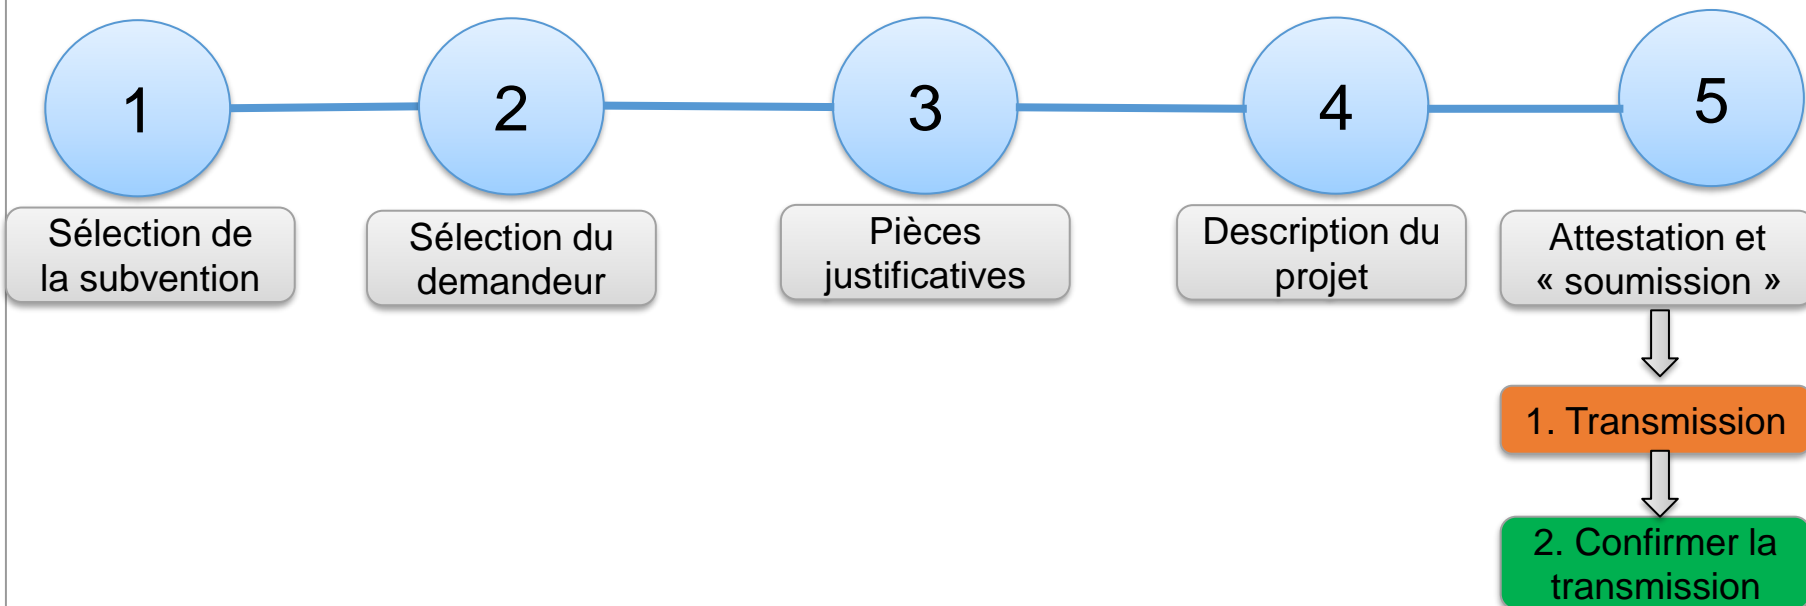 1
2
3
4
5
Sélection de
la subvention
Sélection du
demandeur
Pièces
justificatives
Description du
projet
Attestation et
« soumission »
1. Transmission
2. Confirmer la
transmission